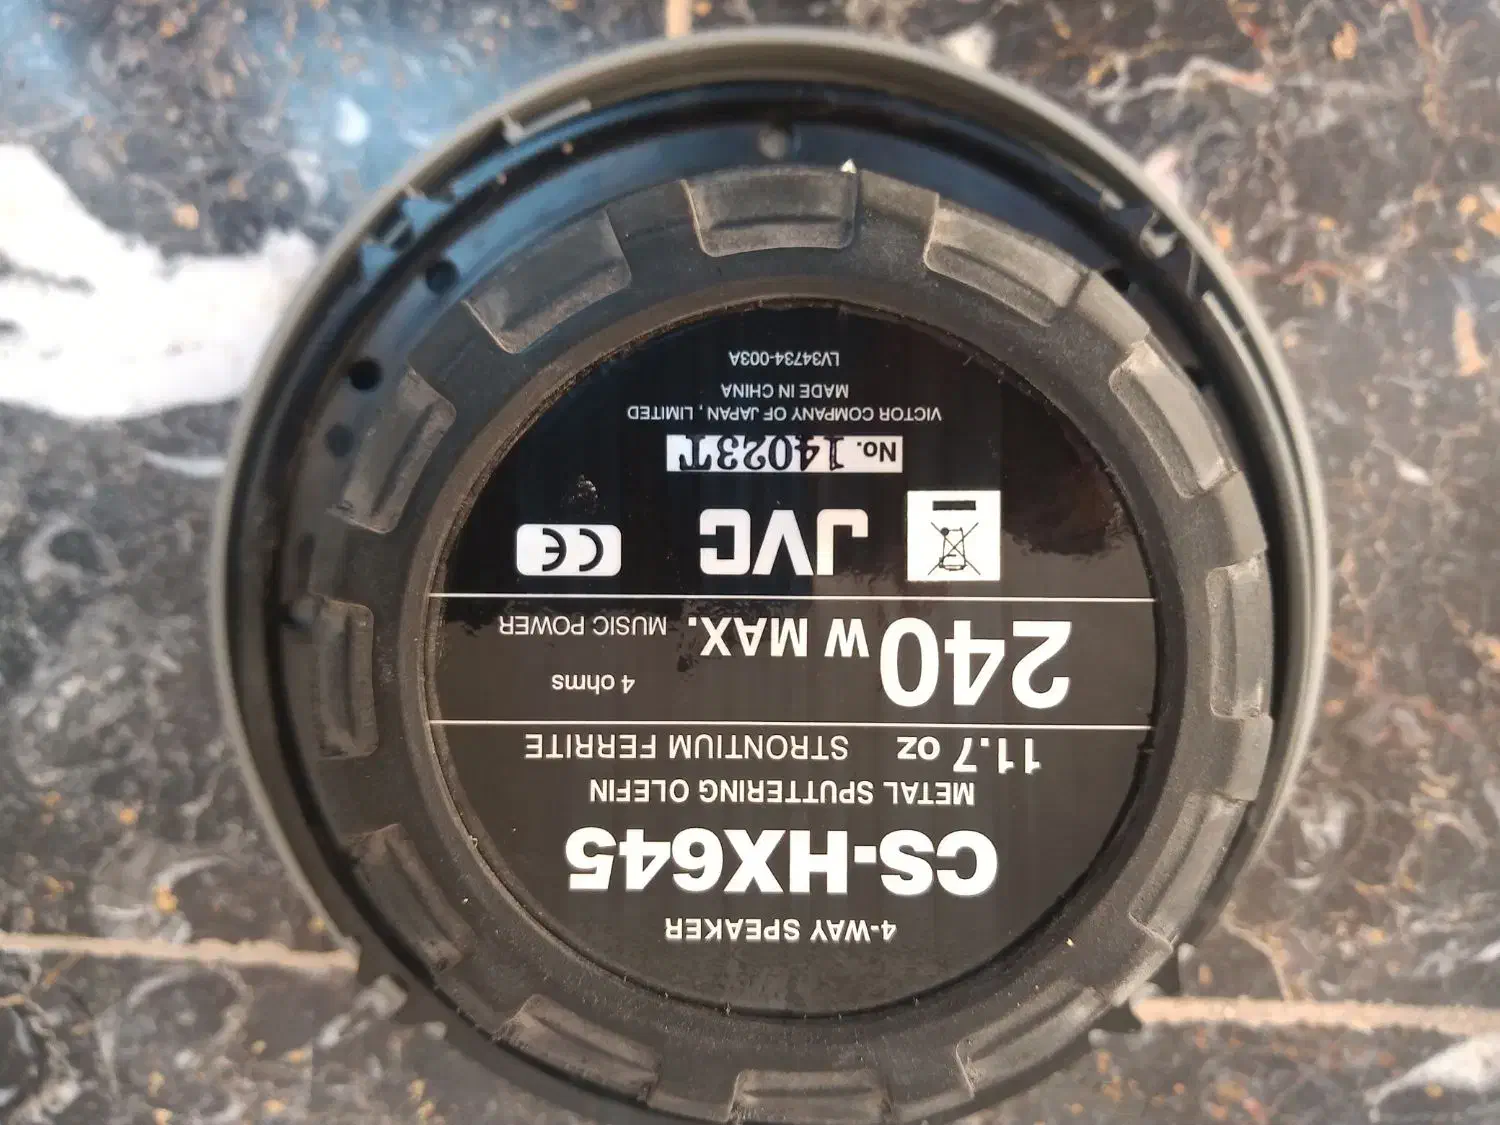 4-WAY SPEAKER
CS-HX645
METAL SPUTTERING OLEFIN
11.7 oz STRONTIUM FERRITE
240 W MAX. MUSIC POWER
4 ohms
JVC
CE
No. 14023T
VICTOR COMPANY OF JAPAN, LIMITED
MADE IN CHINA
LV34734-003A